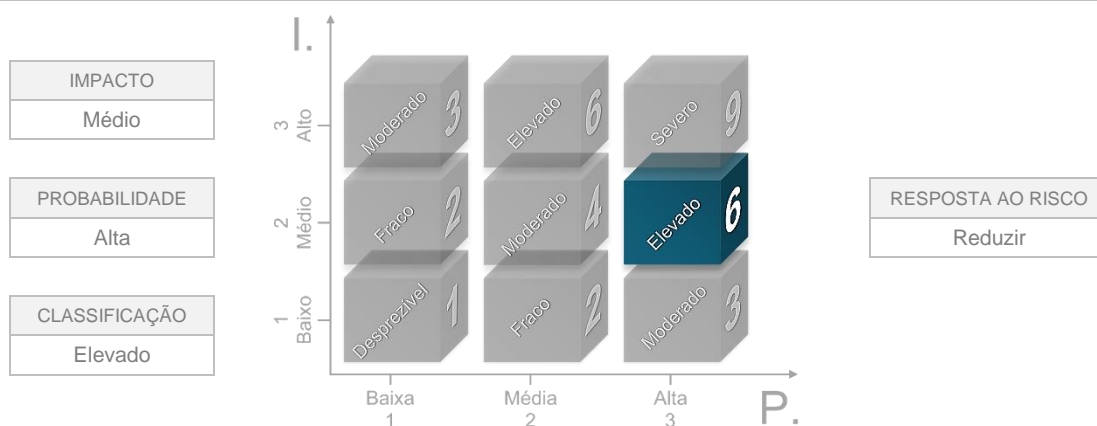 IMPACTO
Médio
PROBABILIDADE
Alta
CLASSIFICAÇÃO
Elevado
I.
3
Alto
Moderado 3
Elevado 6
Severo 9
2
Médio
Fraco 2
Moderado 4
Elevado 6
1
Baixo
Desprezível 1
Fraco 2
Moderado 3
Baixa
1
Média
2
Alta
3
P.
RESPOSTA AO RISCO
Reduzir